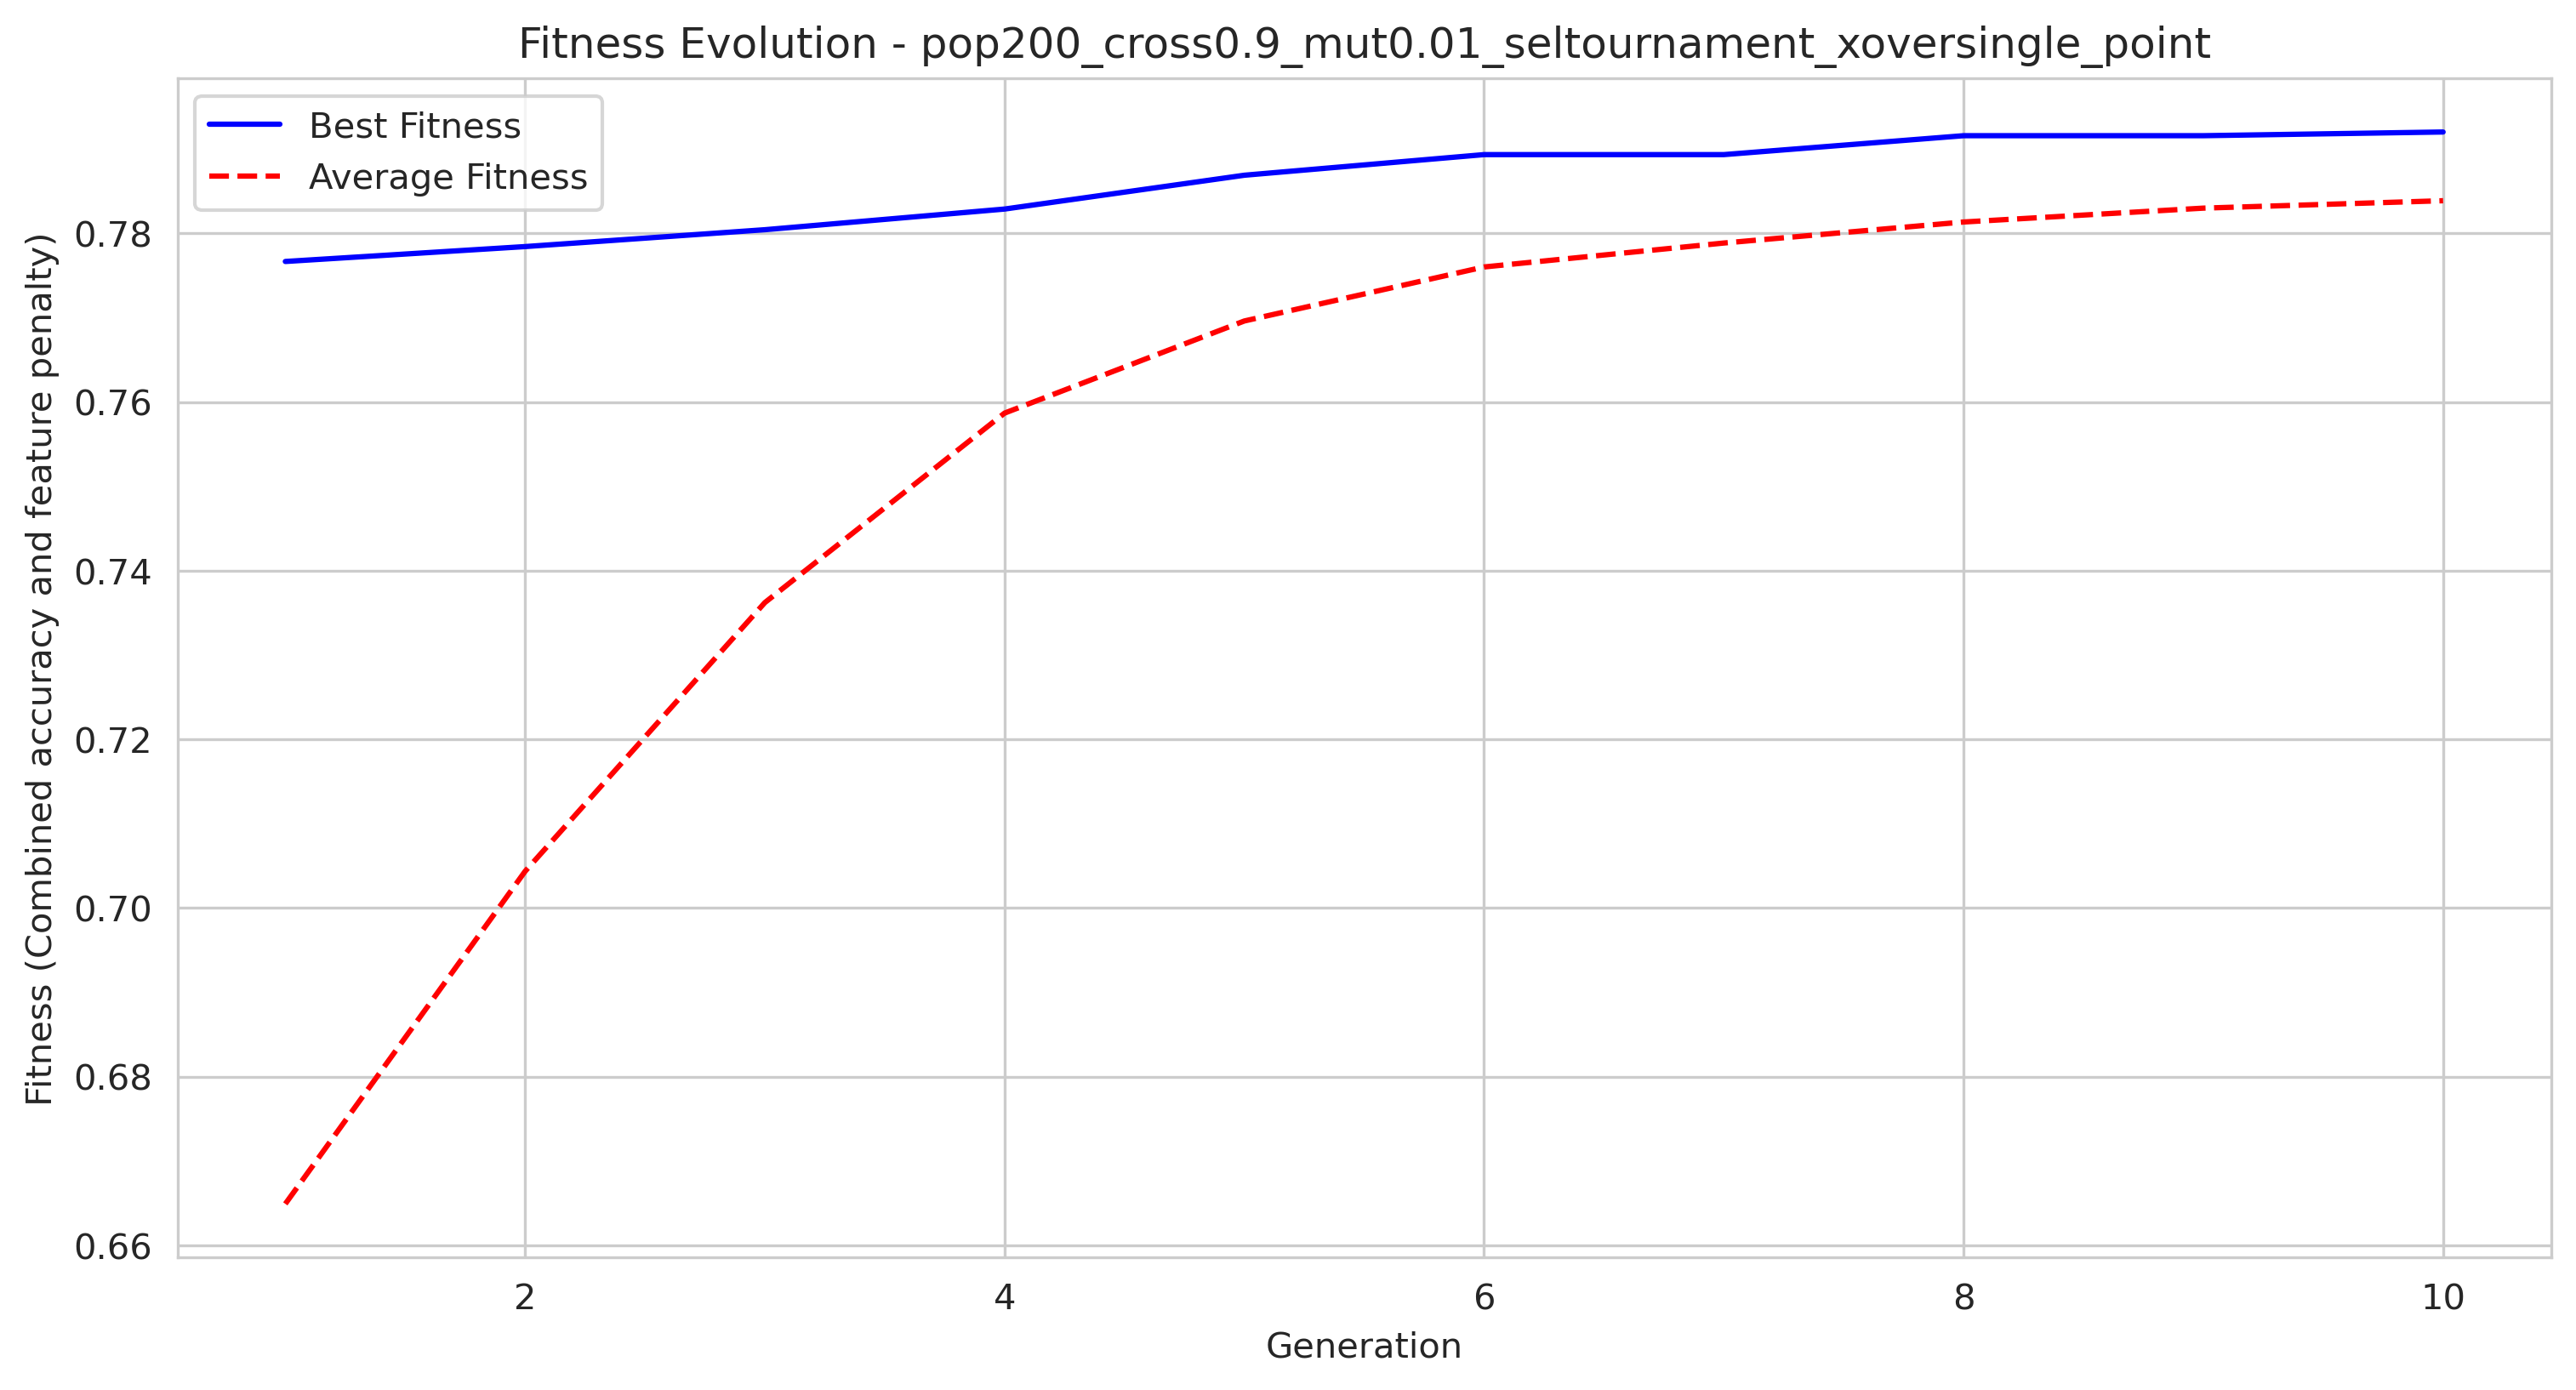 Fitness Evolution - pop200_cross0.9_mut0.01_seltournament_xoversingle_point
Best Fitness
Average Fitness
Fitness (Combined accuracy and feature penalty)
0.78
0.76
0.74
0.72
0.70
0.68
0.66
2 4 6 8 10
Generation